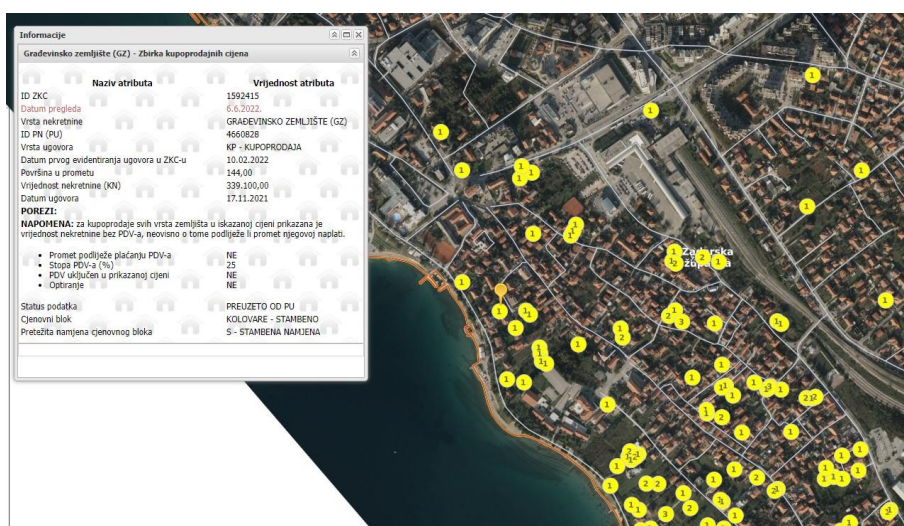 Informacije
Građevinsko zemljište (GZ) - Zbirka kupoprodajnih cijena
Naziv atributa Vrijednost atributa
ID ZKC 1592415
Datum pregleda 6.6.2022.
Vrsta nekretnine GRAĐEVINSKO ZEMLJIŠTE (GZ)
ID PN (PU) 4660828
Vrsta ugovora KP - KUPOPRODAJA
Datum prvog evidentiranja ugovora u ZKC-u 10.02.2022
Površina u prometu 144,00
Vrijednost nekretnine (KN) 339.100,00
Datum ugovora 17.11.2021
POREZI:
NAPOMENA: za kupoprodaje svih vrsta zemljišta u iskazanoj cijeni prikazana je
vrijednost nekretnine bez PDV-a, neovisno o tome podliježe li promet njegovoj naplati.
• Promet podliježe plaćanju PDV-a NE
• Stopa PDV-a (%) 25
• PDV uključen u prikazanoj cijeni NE
• Optiranje NE
Status podatka PREUZETO OD PU
Cjenovni blok KOLOVARE - STAMBENO
Pretežita namjena cjenovnog bloka S - STAMBENA NAMJENA
Zadarska